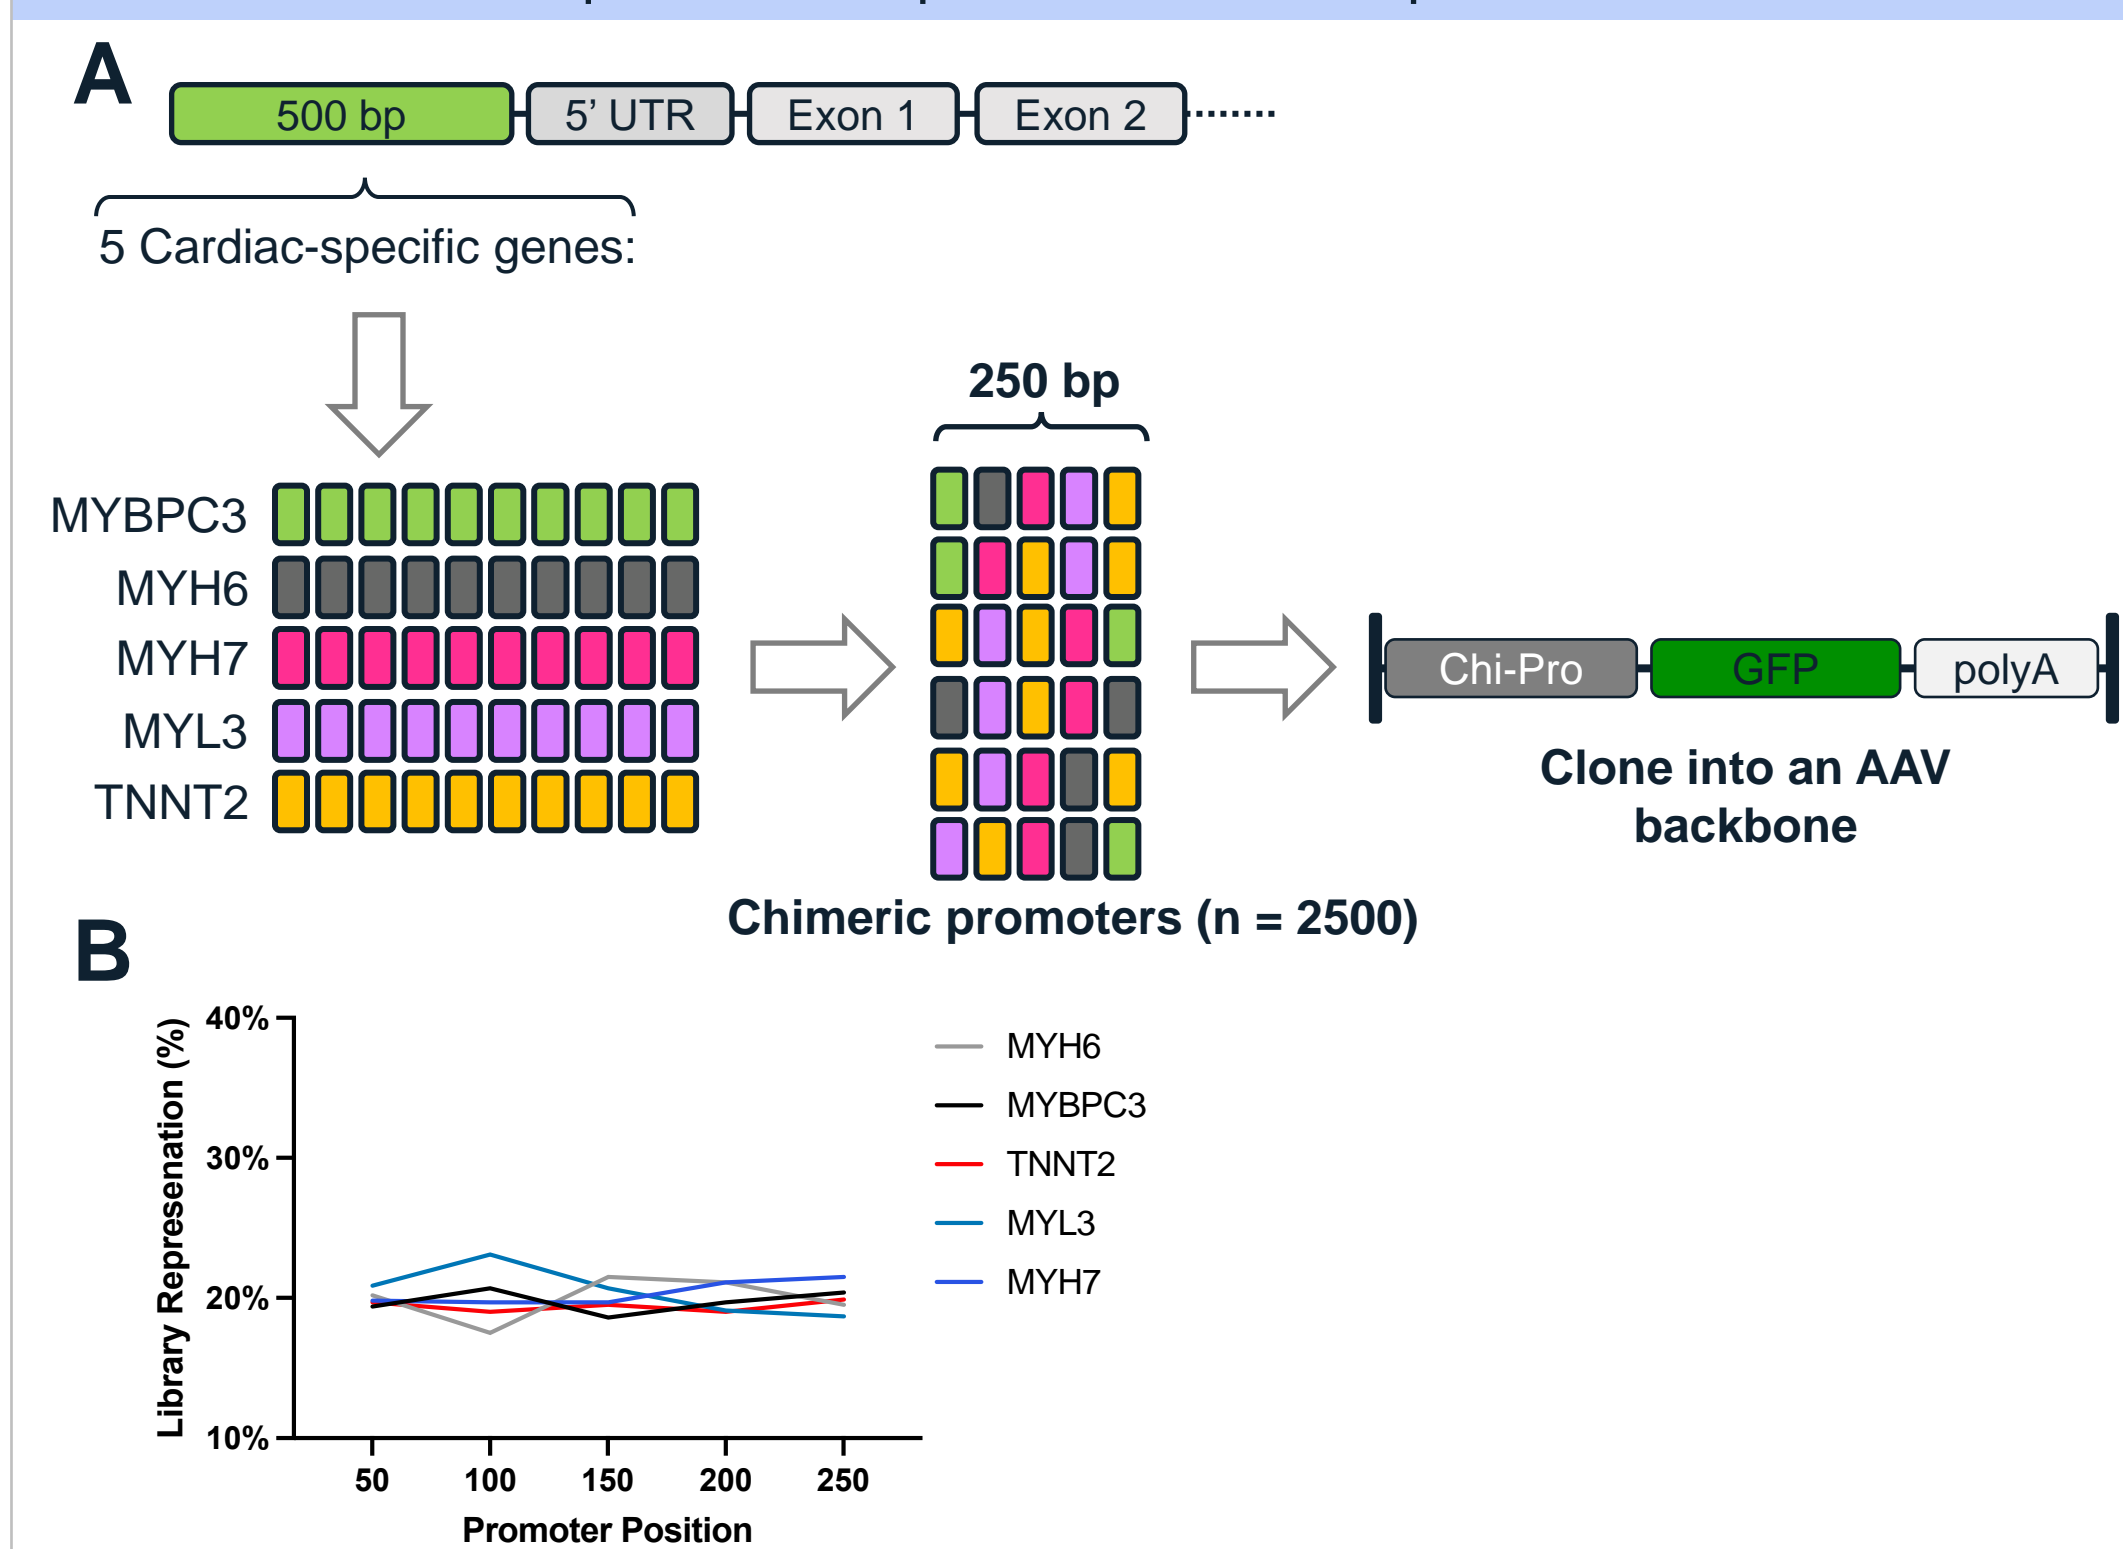 A
500 bp
5’ UTR
Exon 1
Exon 2
5 Cardiac-specific genes:
250 bp
MYBPC3
MYH6
MYH7
MYL3
TNNT2
Chi-Pro
GFP
polyA
Clone into an AAV
backbone
Chimeric promoters (n = 2500)
B
Library Represenation (%)
40%
30%
20%
10%
50
100
150
200
250
Promoter Position
MYH6
MYBPC3
TNNT2
MYL3
MYH7